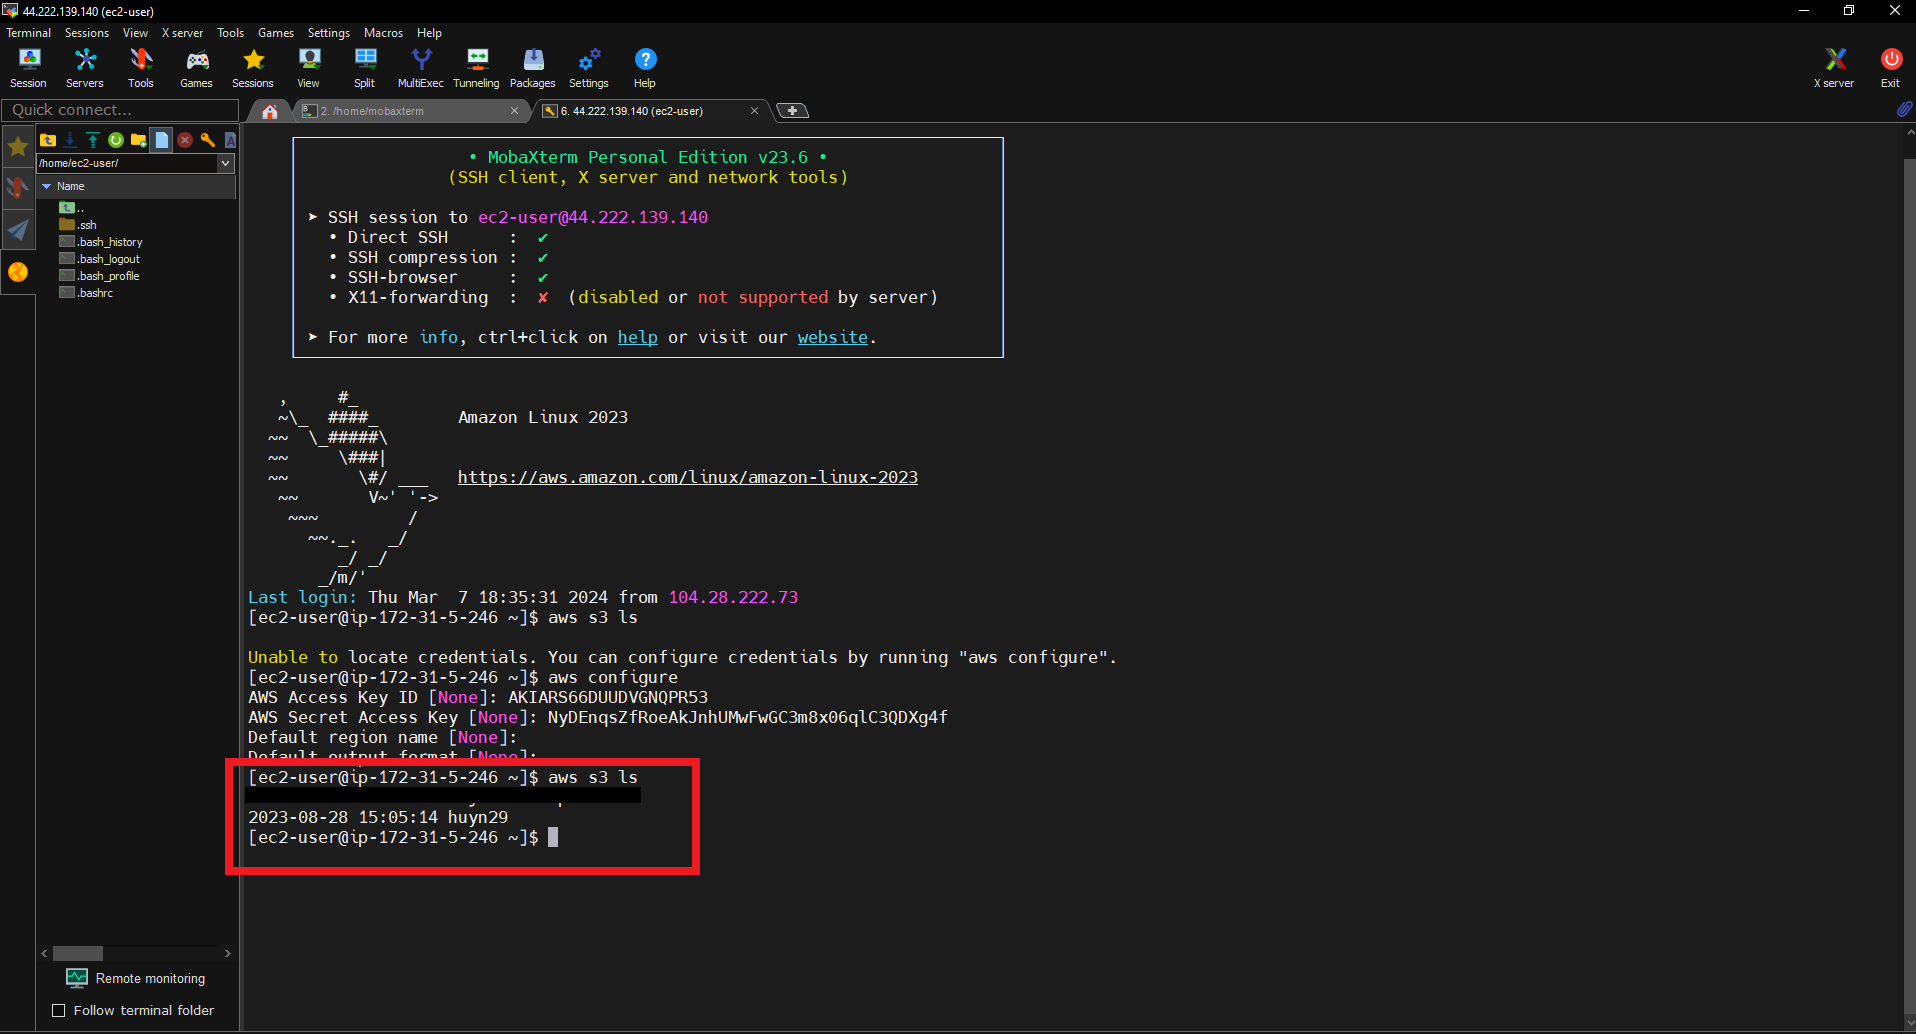 44.222.139.140 (ec2-user)
Terminal Sessions View X server Tools Games Settings Macros Help
Session Servers Tools Games Sessions View Split MultiExec Tunneling Packages Settings Help X server Exit
Quick connect...
2. /home/mobaxterm
6. 44.222.139.140 (ec2-user)
/home/ec2-user/
Name
..
.ssh
.bash_history
.bash_logout
.bash_profile
.bashrc
Remote monitoring
Follow terminal folder
• MobaXterm Personal Edition v23.6 •
(SSH client, X server and network tools)
➤ SSH session to ec2-user@44.222.139.140
• Direct SSH : ✔
• SSH compression : ✔
• SSH-browser : ✔
• X11-forwarding : ✘ (disabled or not supported by server)
➤ For more info, ctrl+click on help or visit our website.
   ,     #_
   ~\_  ####_        Amazon Linux 2023
  ~~  \_#####\
  ~~     \###|
  ~~       \#/ ___   https://aws.amazon.com/linux/amazon-linux-2023
   ~~       V~' '->
    ~~~         /
      ~~._.   _/
         _/ _/
       _/m/'
Last login: Thu Mar  7 18:35:31 2024 from 104.28.222.73
[ec2-user@ip-172-31-5-246 ~]$ aws s3 ls
Unable to locate credentials. You can configure credentials by running "aws configure".
[ec2-user@ip-172-31-5-246 ~]$ aws configure
AWS Access Key ID [None]: AKIARS66DUUDVGNQPR53
AWS Secret Access Key [None]: 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
Default region name [None]:
Default output format [None]:
[ec2-user@ip-172-31-5-246 ~]$ aws s3 ls
2023-08-28 15:05:14 huyn29
[ec2-user@ip-172-31-5-246 ~]$